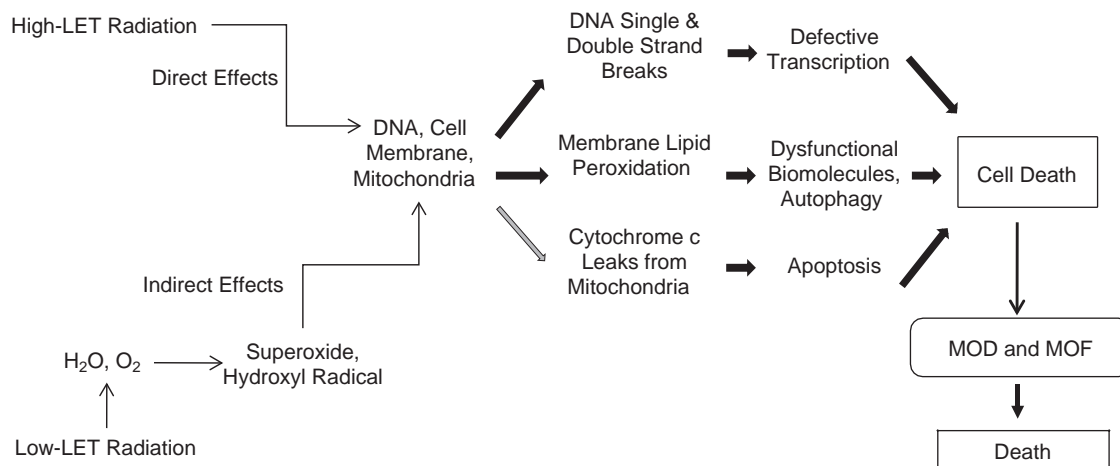 High-LET Radiation
Direct Effects
DNA, Cell
Membrane,
Mitochondria
Indirect Effects
H₂O, O₂
Superoxide,
Hydroxyl Radical
Low-LET Radiation
DNA Single &
Double Strand
Breaks
Defective
Transcription
Membrane Lipid
Peroxidation
Dysfunctional
Biomolecules,
Autophagy
Cytochrome c
Leaks from
Mitochondria
Apoptosis
Cell Death
MOD and MOF
Death